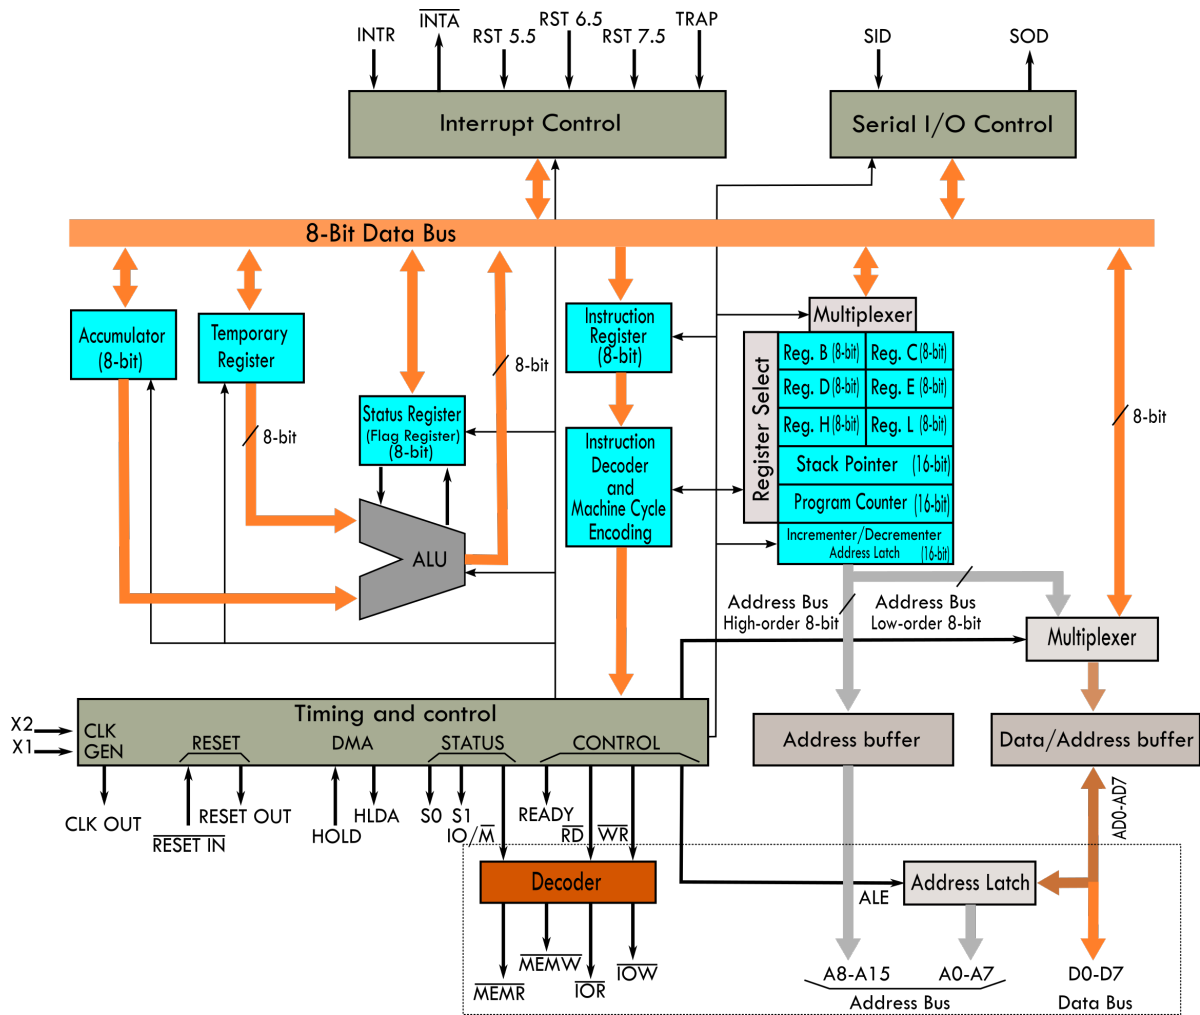 INTR
INTA
RST 5.5
RST 6.5
RST 7.5
TRAP
SID
SOD
Interrupt Control
Serial I/O Control
8-Bit Data Bus
Accumulator
(8-bit)
Temporary
Register
8-bit
Status Register
(Flag Register)
(8-bit)
8-bit
ALU
Instruction
Register
(8-bit)
Instruction
Decoder
and
Machine Cycle
Encoding
Multiplexer
Register Select
Reg. B (8-bit)
Reg. C (8-bit)
Reg. D (8-bit)
Reg. E (8-bit)
Reg. H (8-bit)
Reg. L (8-bit)
Stack Pointer (16-bit)
Program Counter (16-bit)
Incrementer/Decrementer
Address Latch (16-bit)
8-bit
Address Bus
High-order 8-bit
Address Bus
Low-order 8-bit
Multiplexer
Timing and control
X2
X1
CLK
GEN
RESET
DMA
STATUS
CONTROL
Address buffer
Data/Address buffer
CLK OUT
RESET IN
RESET OUT
HOLD
HLDA
S0
S1
IO/M
READY
RD
WR
AD0-AD7
Decoder
ALE
Address Latch
MEMR
MEMW
IOR
IOW
A8-A15
A0-A7
D0-D7
Address Bus
Data Bus